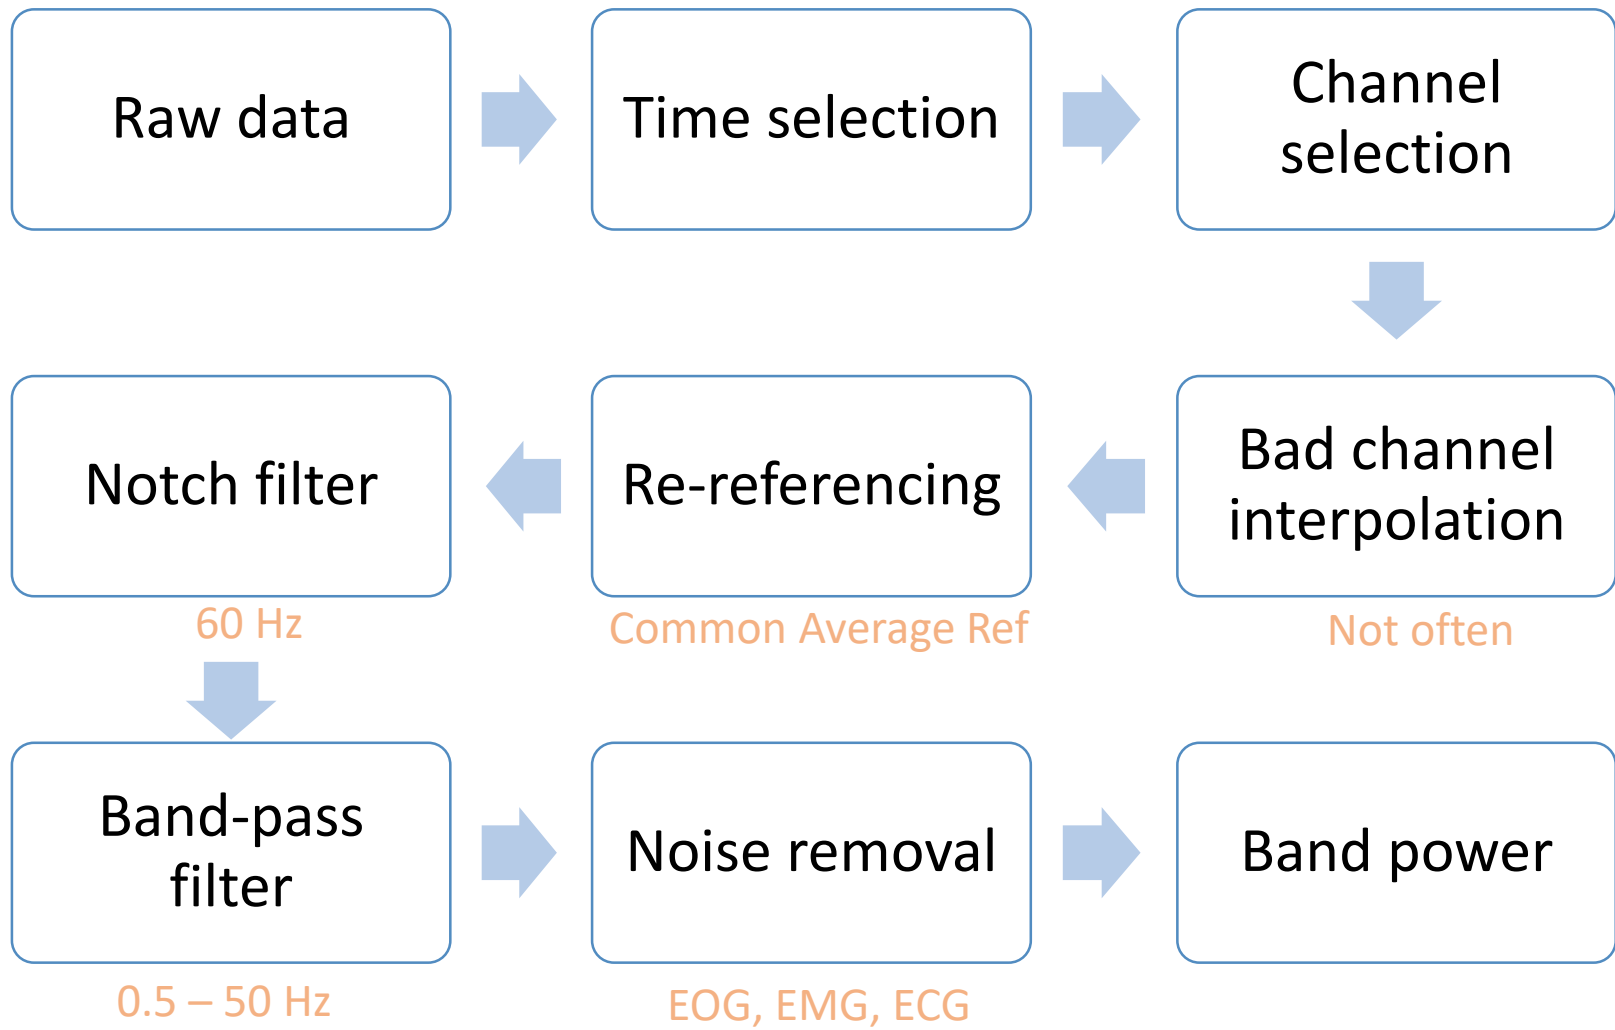 Raw data
Time selection
Channel
selection
Notch filter
Re-referencing
Bad channel
interpolation
60 Hz
Common Average Ref
Not often
Band-pass
filter
Noise removal
Band power
0.5 – 50 Hz
EOG, EMG, ECG